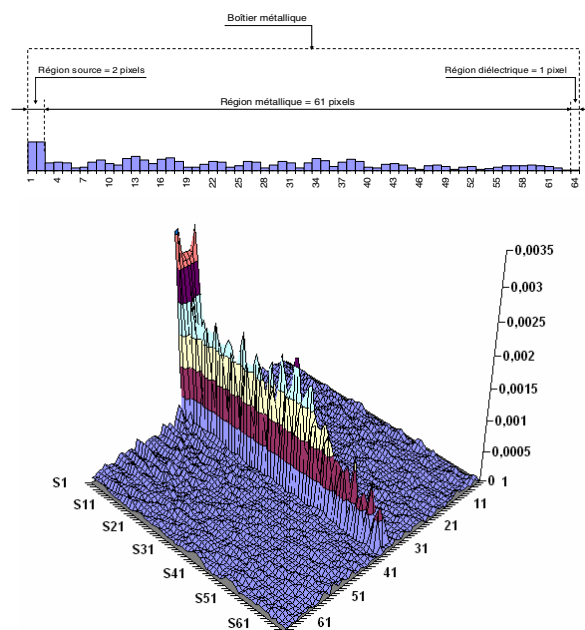 Boîtier métallique
Région source = 2 pixels
Région diélectrique = 1 pixel
Région métallique = 61 pixels
1 4 7 10 13 16 19 22 25 28 31 34 37 40 43 46 49 52 55 58 61 64
0,0035
0,003
0,0025
0,002
0,0015
0,001
0,0005
0
S1
S11
S21
S31
S41
S51
S61
1
11
21
31
41
51
61